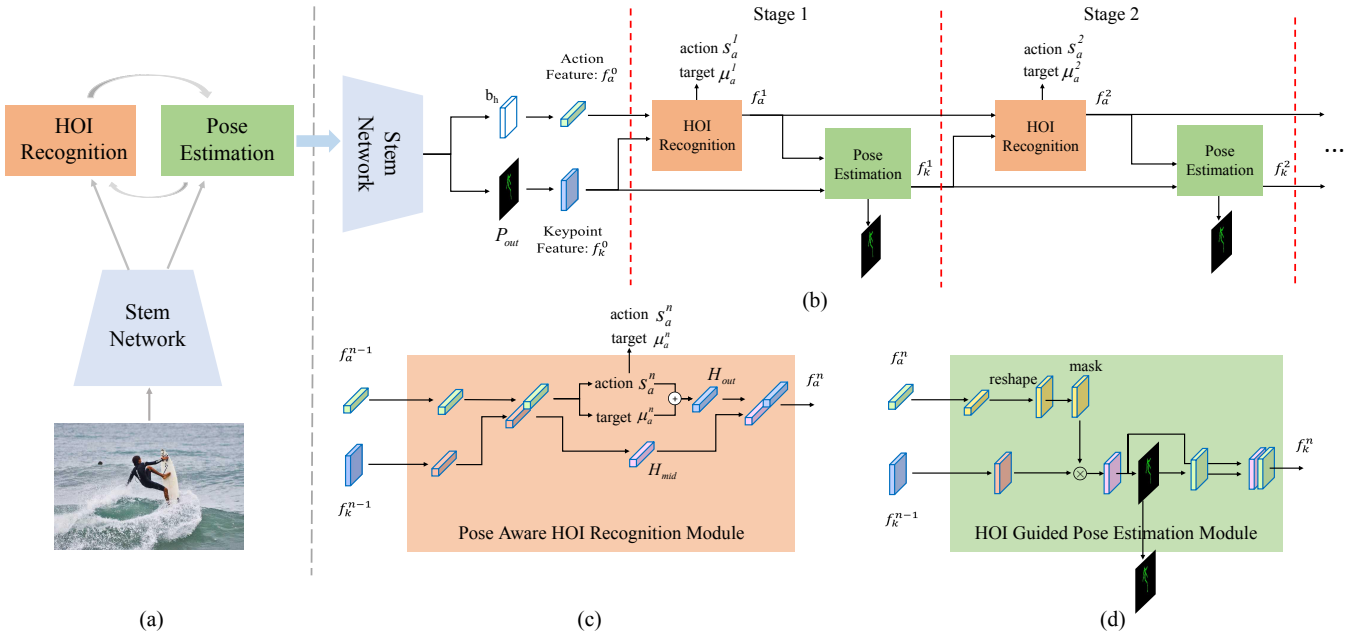 HOI
Recognition
Pose
Estimation
Stem
Network
(a)
Stage 1
Stage 2
Stem
Network
b_h
Action
Feature: f_a^0
P_out
Keypoint
Feature: f_k^0
action s_a^1
target μ_a^1
HOI
Recognition
f_a^1
Pose
Estimation
f_k^1
action s_a^2
target μ_a^2
HOI
Recognition
f_a^2
Pose
Estimation
f_k^2
...
(b)
action s_a^n
target μ_a^n
f_a^{n-1}
f_k^{n-1}
action s_a^n
target μ_a^n
+
H_out
H_mid
f_a^n
Pose Aware HOI Recognition Module
(c)
f_a^n
reshape
mask
f_k^{n-1}
⊗
f_k^n
HOI Guided Pose Estimation Module
(d)